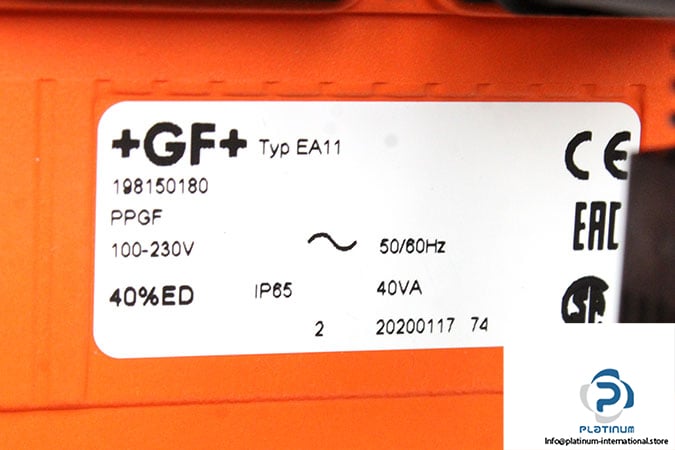 +GF+ Typ EA11
198150180
PPGF
100-230V 50/60Hz
40%ED IP65 40VA
2 20200117 74
CE
EAC
PLATINUM
Info@platinum-international.store